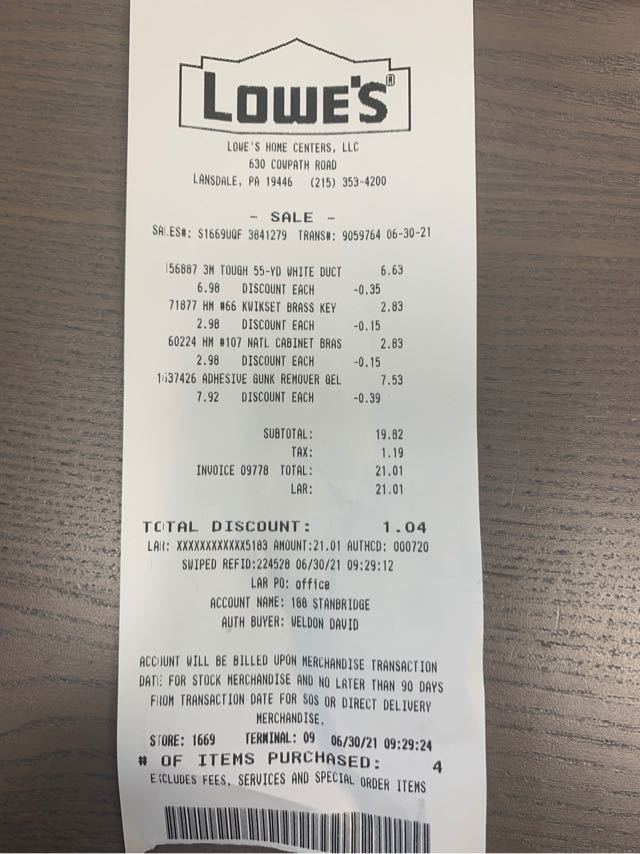 LOWE'S®
LOWE'S HOME CENTERS, LLC
630 COWPATH ROAD
LANSDALE, PA 19446 (215) 353-4200
- SALE -
SALES#: S1669UQF 3841279 TRANS#: 9059764 06-30-21
156887 3M TOUGH 55-YD WHITE DUCT 6.63
6.98 DISCOUNT EACH -0.35
71877 HM #66 KWIKSET BRASS KEY 2.83
2.98 DISCOUNT EACH -0.15
60224 HM #107 NATL CABINET BRAS 2.83
2.98 DISCOUNT EACH -0.15
1637426 ADHESIVE GUNK REMOVER GEL 7.53
7.92 DISCOUNT EACH -0.39
SUBTOTAL: 19.82
TAX: 1.19
INVOICE 09778 TOTAL: 21.01
LAR: 21.01
TOTAL DISCOUNT: 1.04
LAR: XXXXXXXXXXXX5183 AMOUNT:21.01 AUTHCD: 000720
SWIPED REFID:224528 06/30/21 09:29:12
LAR PO: office
ACCOUNT NAME: 188 STANBRIDGE
AUTH BUYER: WELDON DAVID
ACCOUNT WILL BE BILLED UPON MERCHANDISE TRANSACTION
DATE FOR STOCK MERCHANDISE AND NO LATER THAN 90 DAYS
FROM TRANSACTION DATE FOR SOS OR DIRECT DELIVERY
MERCHANDISE.
STORE: 1669 TERMINAL: 09 06/30/21 09:29:24
# OF ITEMS PURCHASED: 4
EXCLUDES FEES, SERVICES AND SPECIAL ORDER ITEMS